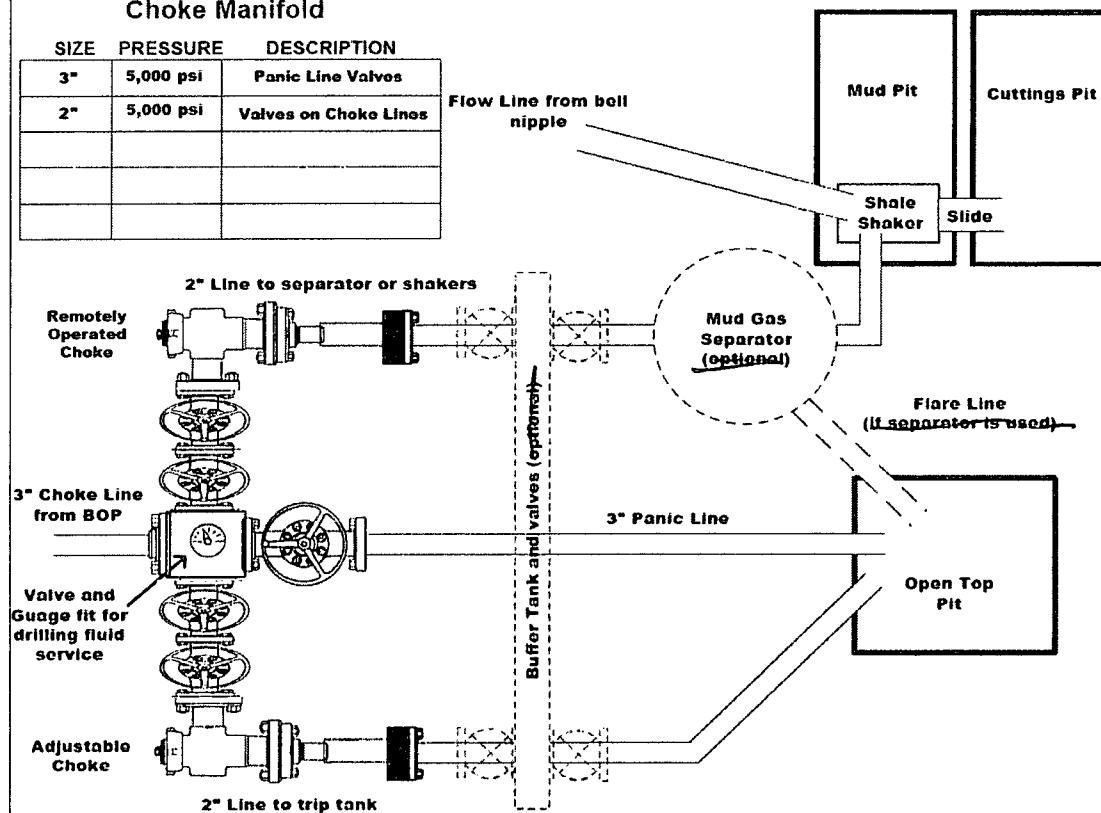 Choke Manifold
SIZE PRESSURE DESCRIPTION
3" 5,000 psi Panic Line Valves
2" 5,000 psi Valves on Choke Lines
Flow Line from bell
nipple
Mud Pit
Cuttings Pit
Shale
Shaker
Slide
2" Line to separator or shakers
Remotely
Operated
Choke
Mud Gas
Separator
(optional)
Flare Line
(if separator is used)
3" Choke Line
from BOP
3" Panic Line
Buffer Tank and valves (optional)
Open Top
Pit
Valve and
Guage fit for
drilling fluid
service
Adjustable
Choke
2" Line to trip tank